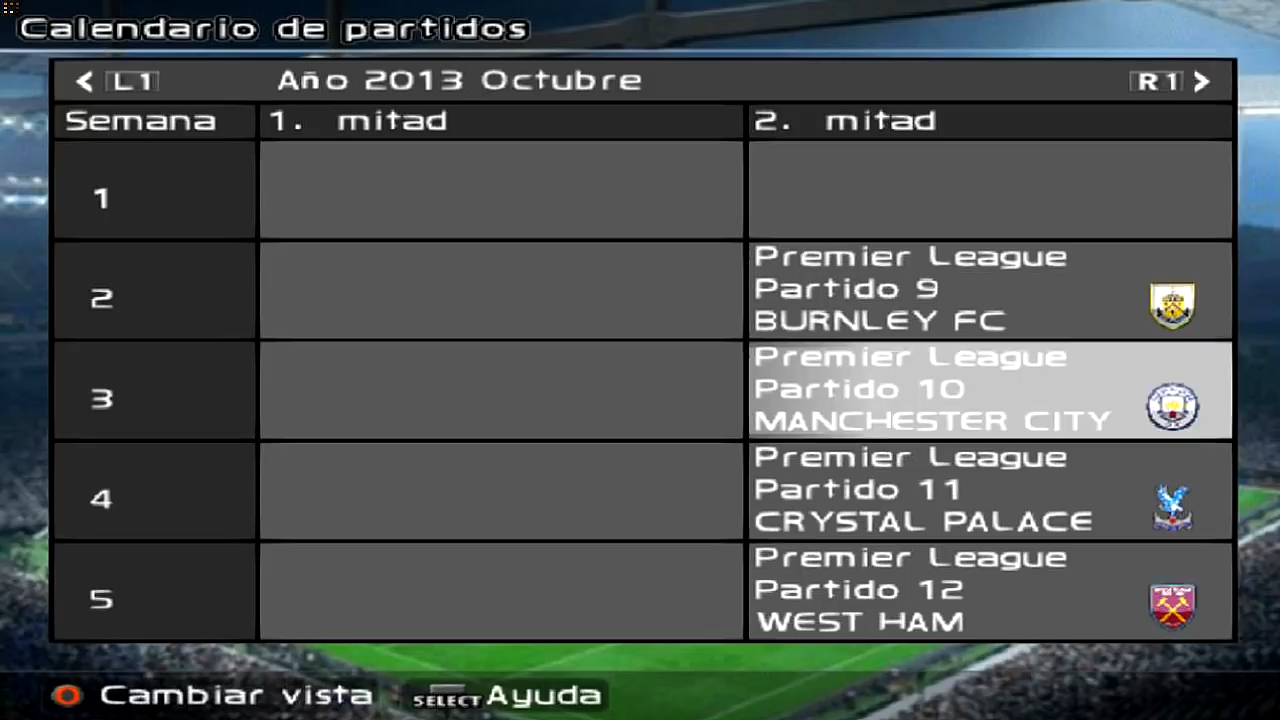 Calendario de partidos
L1 Año 2013 Octubre R1
Semana 1. mitad 2. mitad
1
2
Premier League
Partido 9
BURNLEY FC
3
Premier League
Partido 10
MANCHESTER CITY
4
Premier League
Partido 11
CRYSTAL PALACE
5
Premier League
Partido 12
WEST HAM
Cambiar vista SELECT Ayuda